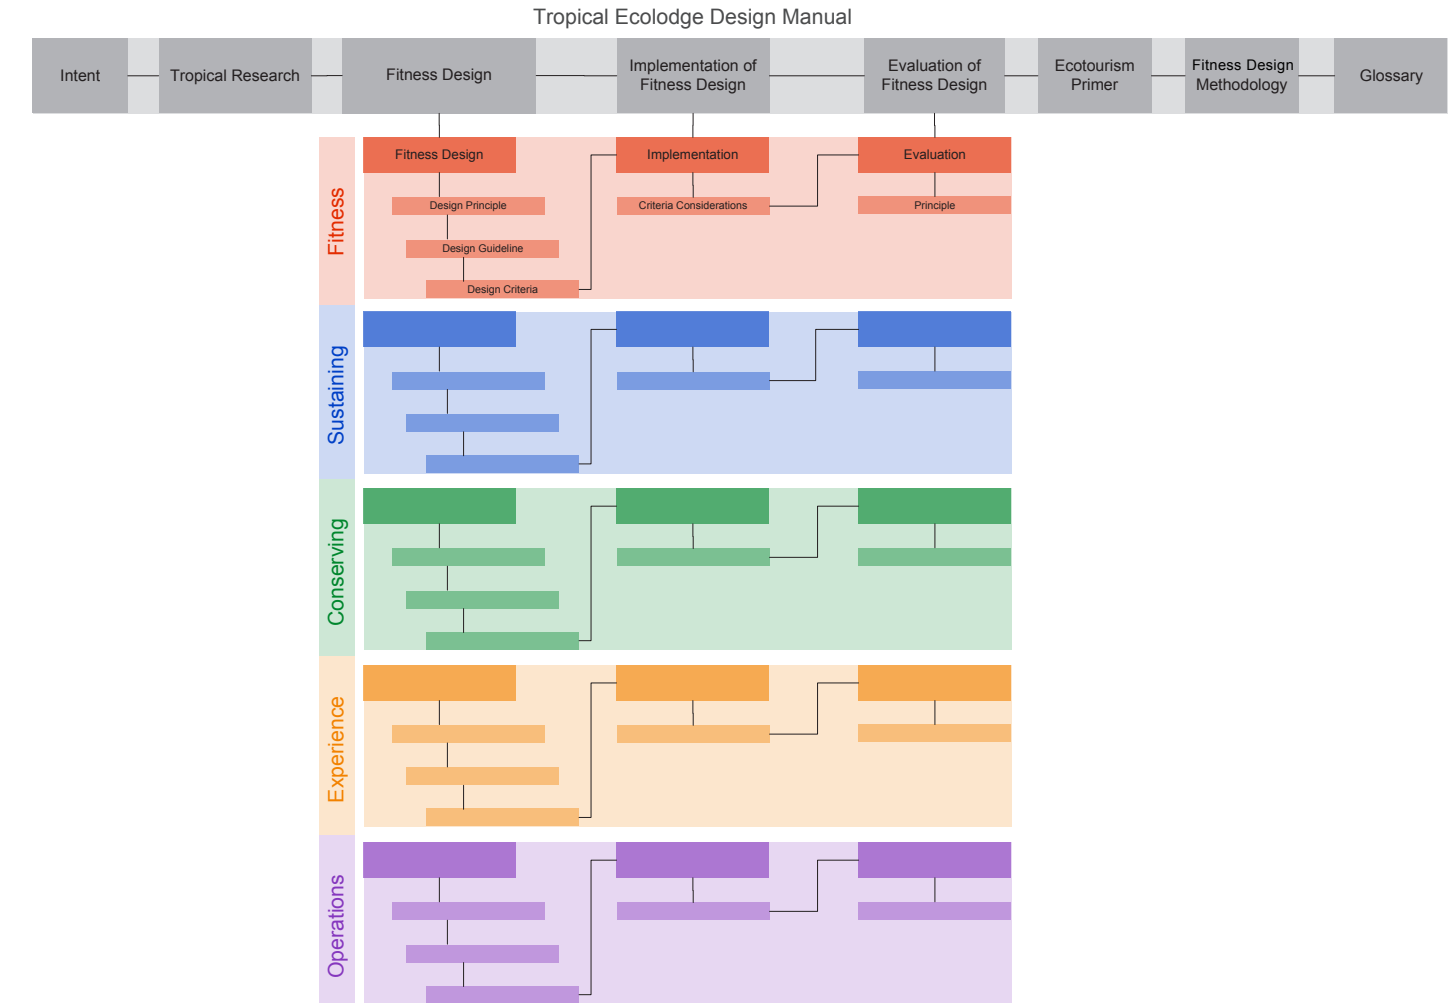 Tropical Ecolodge Design Manual
Intent
Tropical Research
Fitness Design
Implementation of
Fitness Design
Evaluation of
Fitness Design
Ecotourism
Primer
Fitness Design
Methodology
Glossary
Fitness
Fitness Design
Implementation
Evaluation
Design Principle
Criteria Considerations
Principle
Design Guideline
Design Criteria
Sustaining
Conserving
Experience
Operations